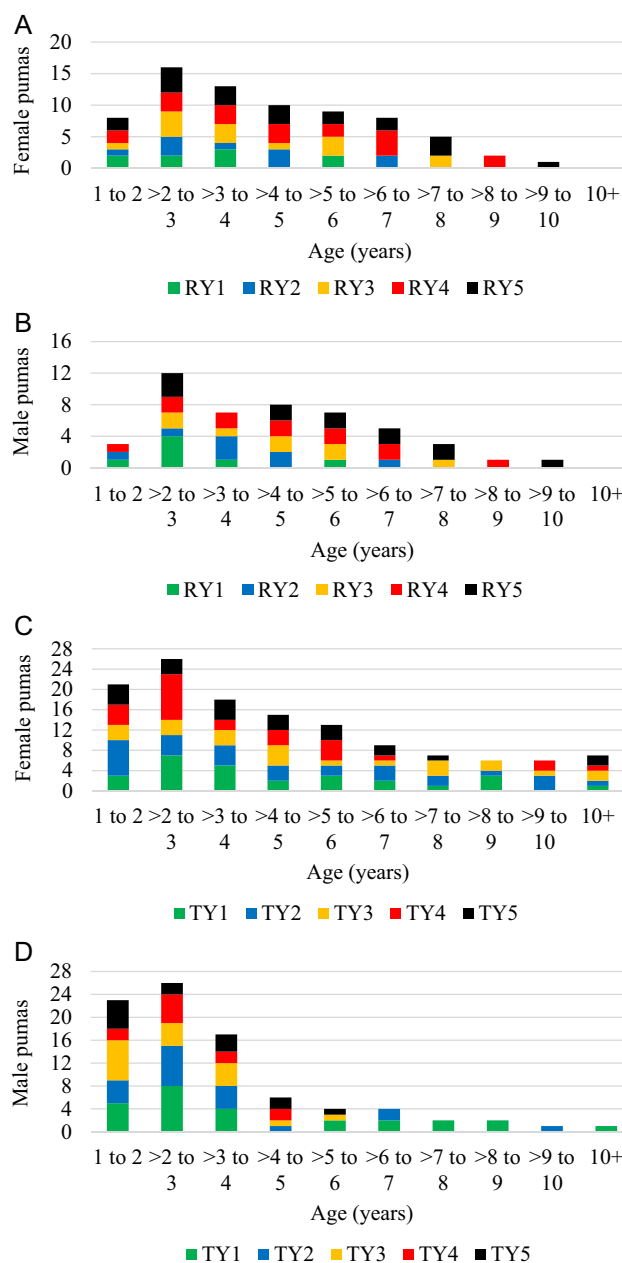 A
Female pumas
20
15
10
5
0
1 to 2 >2 to >3 to >4 to >5 to >6 to >7 to >8 to >9 to 10+
3 4 5 6 7 8 9 10
Age (years)
RY1 RY2 RY3 RY4 RY5
B
Male pumas
16
12
8
4
0
1 to 2 >2 to >3 to >4 to >5 to >6 to >7 to >8 to >9 to 10+
3 4 5 6 7 8 9 10
Age (years)
RY1 RY2 RY3 RY4 RY5
C
Female pumas
28
24
20
16
12
8
4
0
1 to 2 >2 to >3 to >4 to >5 to >6 to >7 to >8 to >9 to 10+
3 4 5 6 7 8 9 10
Age (years)
TY1 TY2 TY3 TY4 TY5
D
Male pumas
28
24
20
16
12
8
4
0
1 to 2 >2 to >3 to >4 to >5 to >6 to >7 to >8 to >9 to 10+
3 4 5 6 7 8 9 10
Age (years)
TY1 TY2 TY3 TY4 TY5